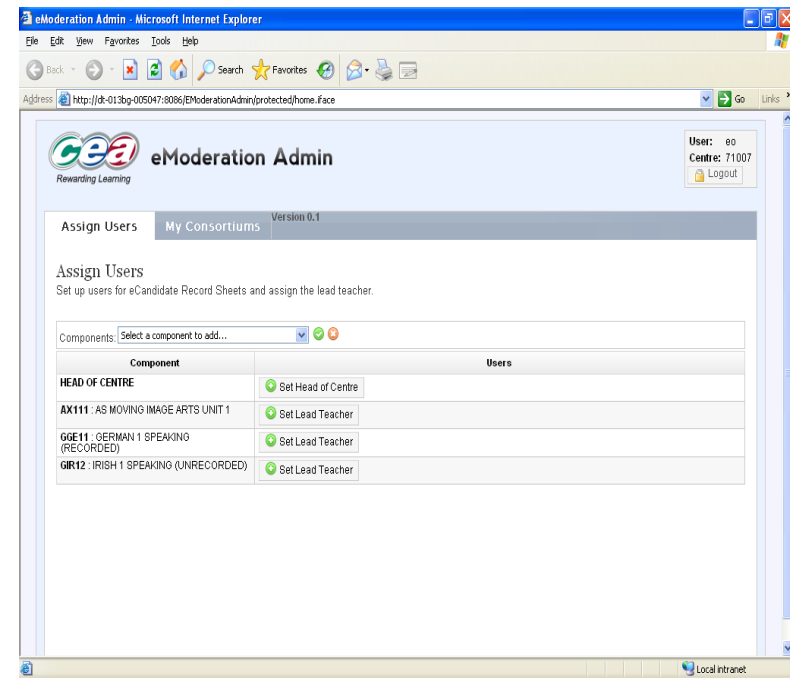 eModeration Admin - Microsoft Internet Explorer
File Edit View Favorites Tools Help
Back Search Favorites
Address http://dt-013bg-005047:8086/EModerationAdmin/protected/home.iface Go Links »
cea
Rewarding Learning
eModeration Admin
User: eo
Centre: 71007
Logout
Assign Users My Consortiums Version 0.1
Assign Users
Set up users for eCandidate Record Sheets and assign the lead teacher.
Components: Select a component to add...
Component Users
HEAD OF CENTRE Set Head of Centre
AX111 : AS MOVING IMAGE ARTS UNIT 1 Set Lead Teacher
GGE11 : GERMAN 1 SPEAKING
(RECORDED) Set Lead Teacher
GIR12 : IRISH 1 SPEAKING (UNRECORDED) Set Lead Teacher
Local intranet